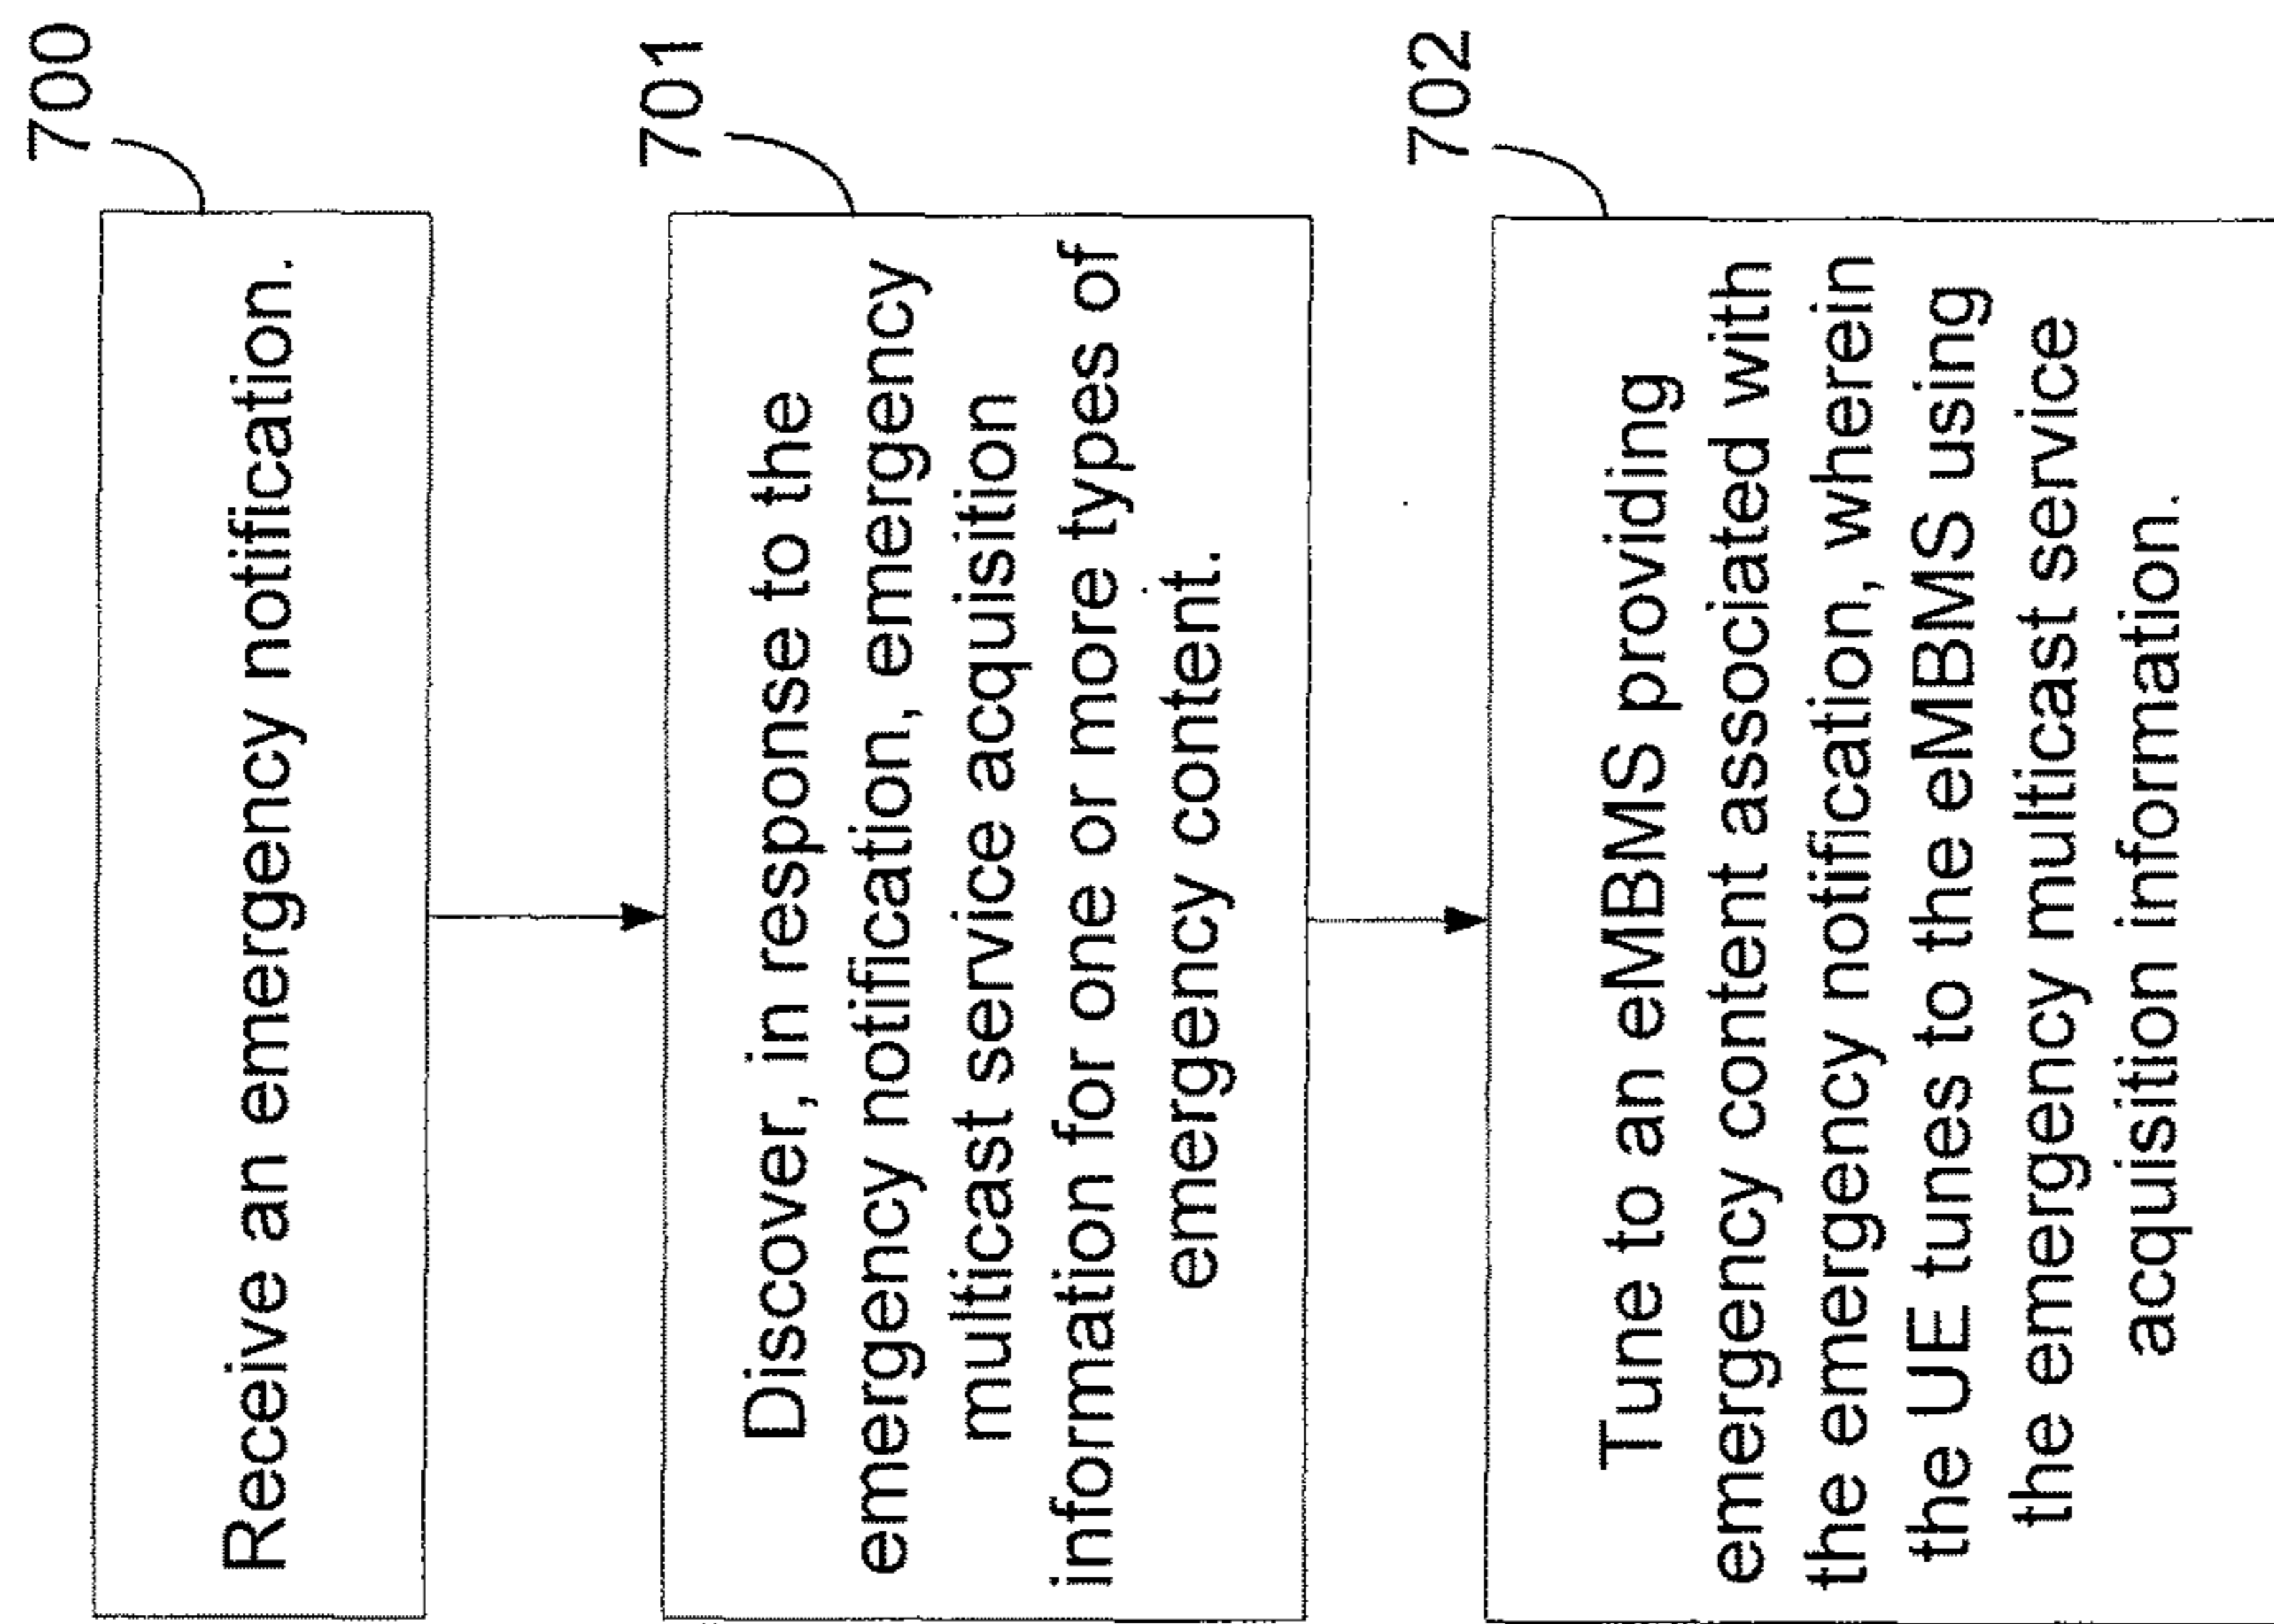 700
Receive an emergency notification.
701
Discover, in response to the
emergency notification, emergency
multicast service acquisition
information for one or more types of
emergency content.
702
Tune to an eMBMS providing
emergency content associated with
the emergency notification, wherein
the UE tunes to the eMBMS using
the emergency multicast service
acquisition information.